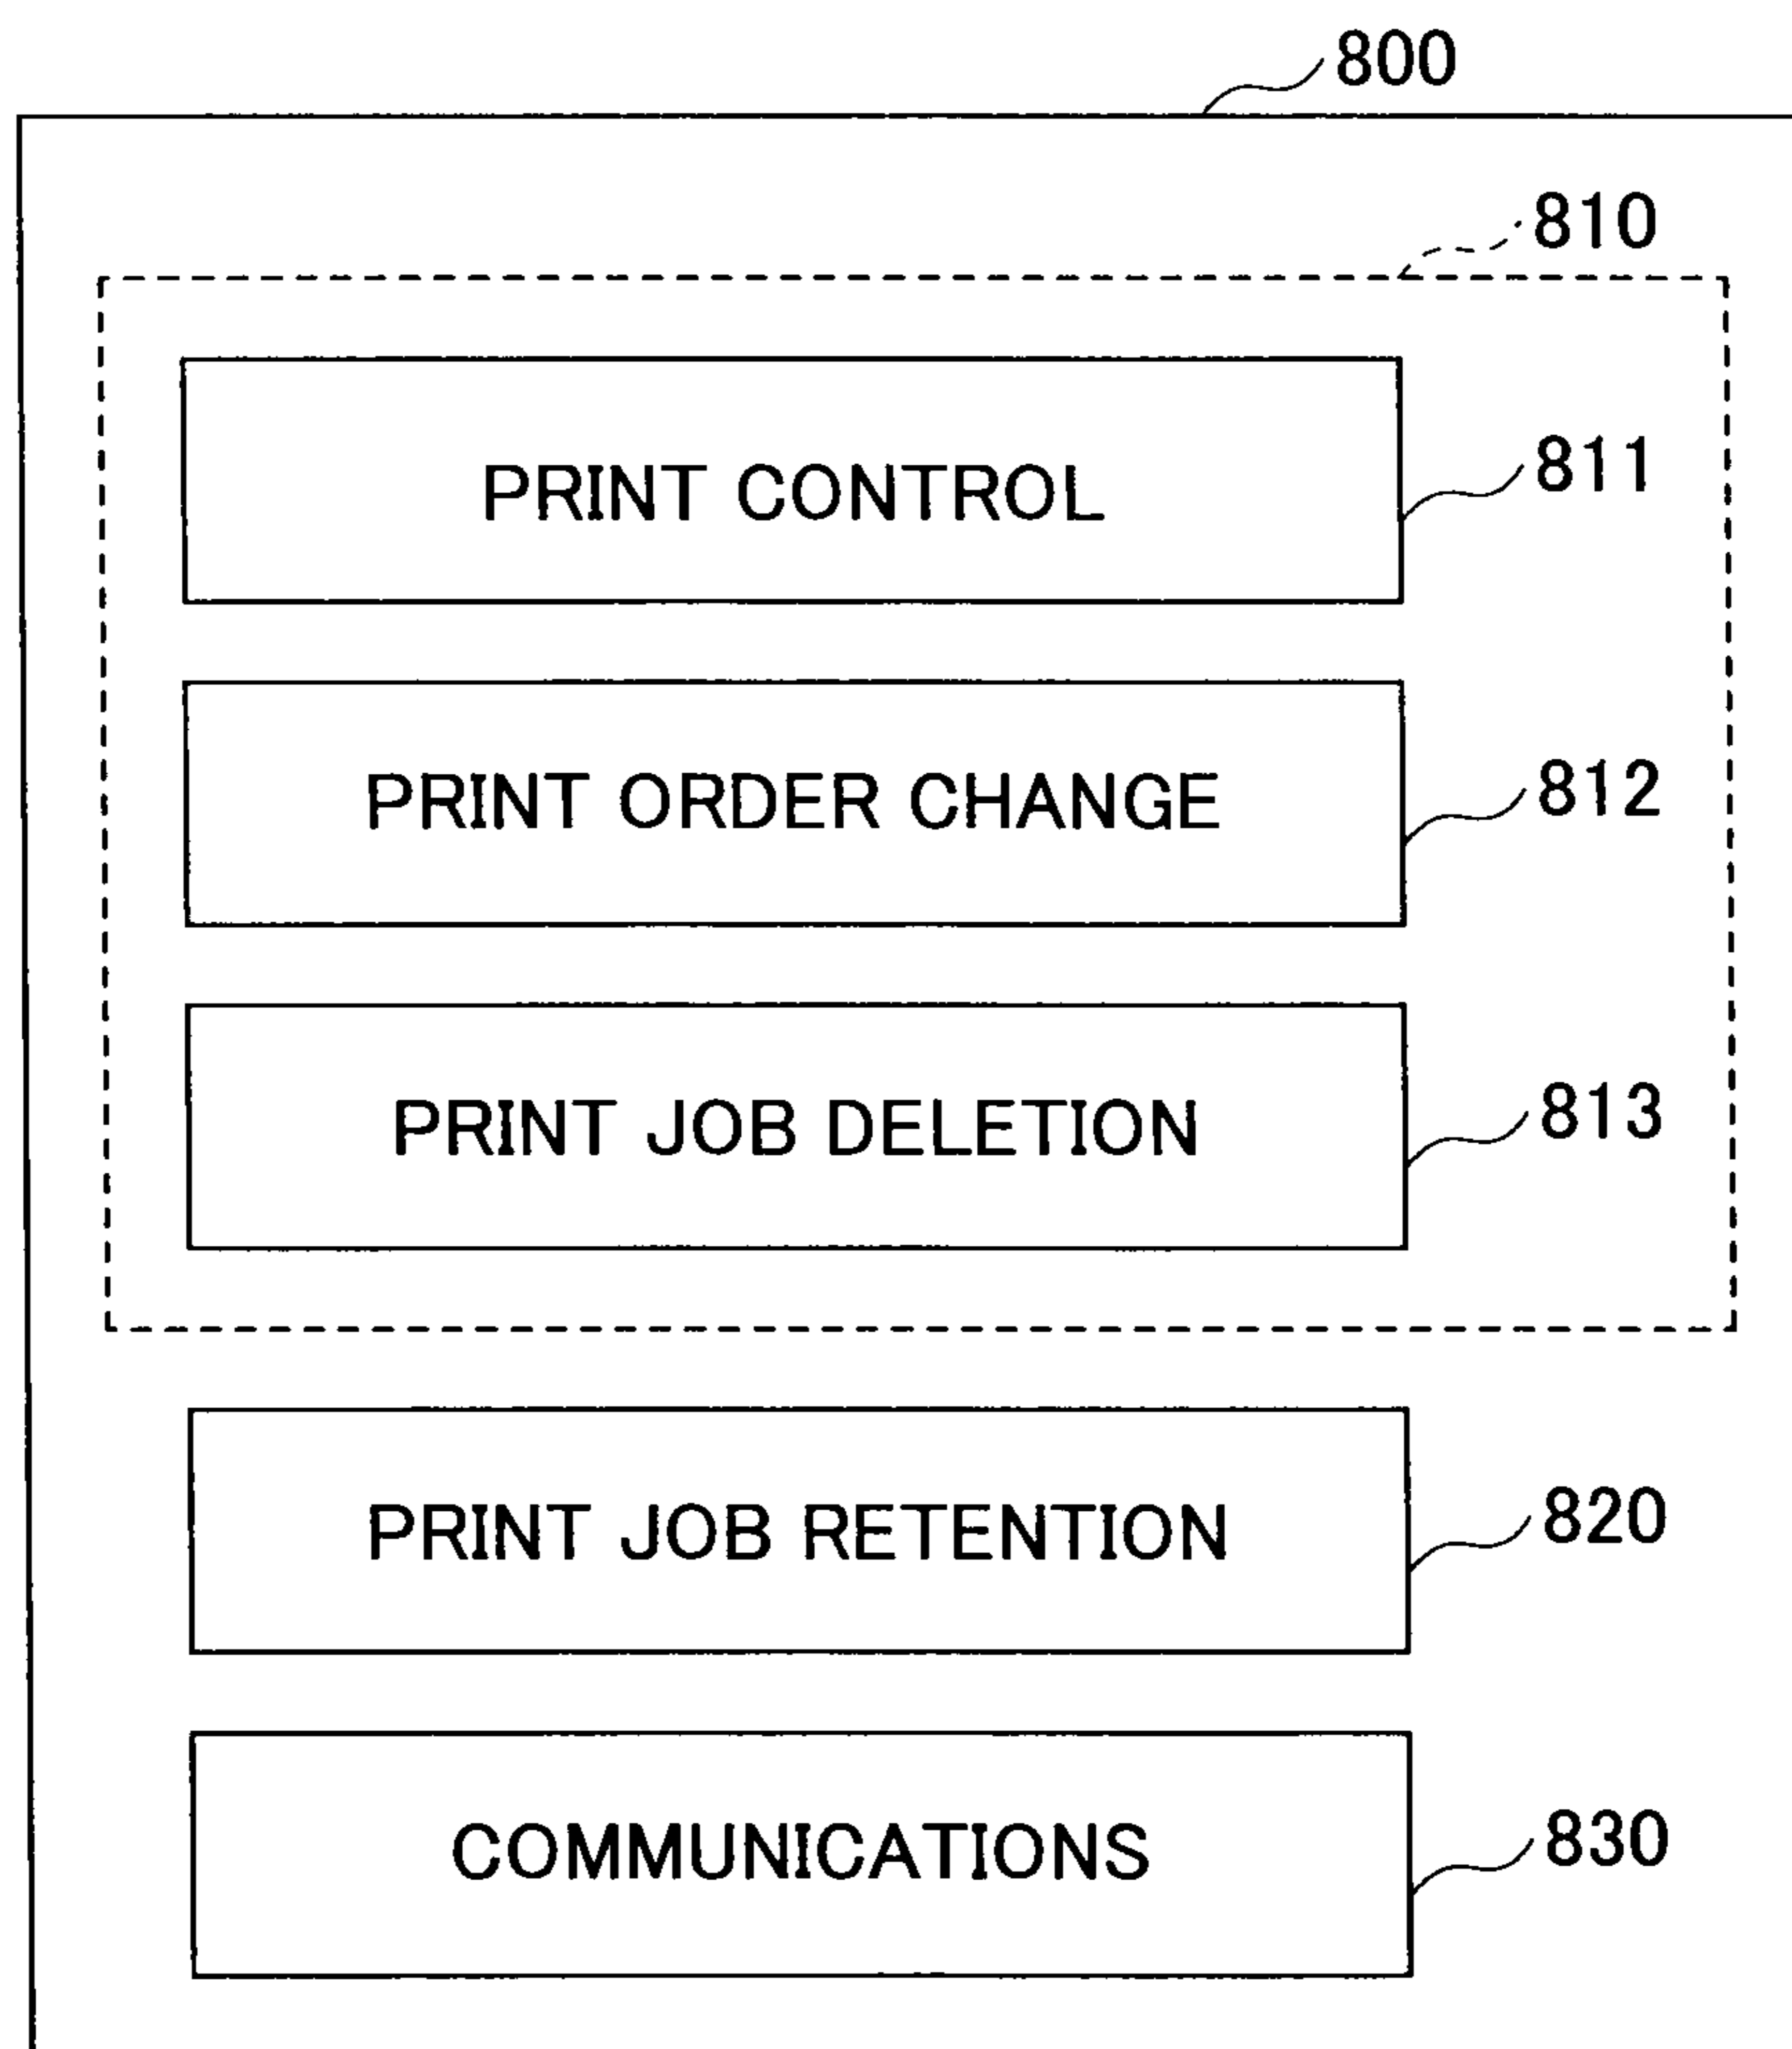 800
810
PRINT CONTROL 811
PRINT ORDER CHANGE 812
PRINT JOB DELETION 813
PRINT JOB RETENTION 820
COMMUNICATIONS 830